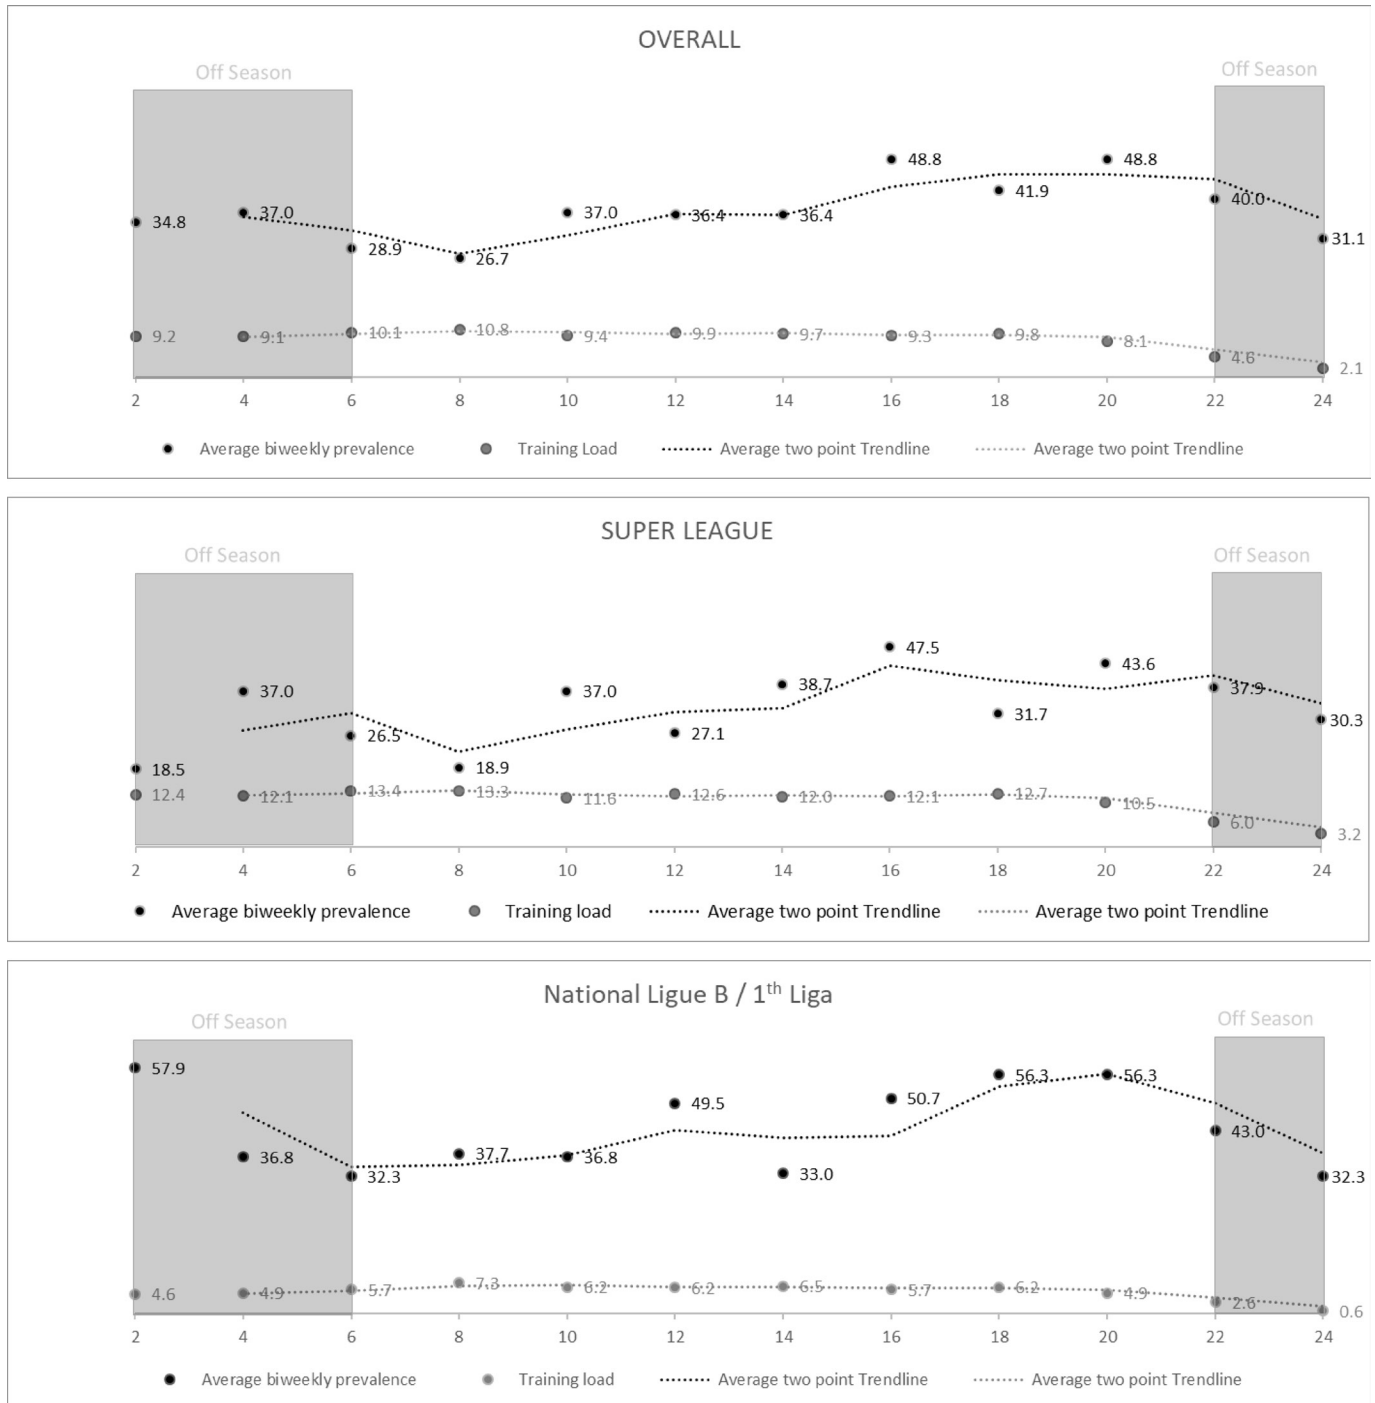 OVERALL
Off Season Off Season
48.8 48.8
41.9
37.0 37.0 36.4 36.4 40.0
34.8
28.9 26.7 31.1
9.2 9.1 10.1 10.8 9.4 9.9 9.7 9.3 9.8 8.1 4.6 2.1
2 4 6 8 10 12 14 16 18 20 22 24
Average biweekly prevalence Training Load Average two point Trendline Average two point Trendline
SUPER LEAGUE
Off Season Off Season
47.5
43.6
37.0 37.0 38.7 37.9
31.7 30.3
26.5 27.1
18.5 18.9
12.4 12.1 13.4 13.3 11.6 12.6 12.0 12.1 12.7 10.5 6.0 3.2
2 4 6 8 10 12 14 16 18 20 22 24
Average biweekly prevalence Training load Average two point Trendline Average two point Trendline
National Ligue B / 1th Liga
Off Season Off Season
57.9 56.3 56.3
49.5 50.7
43.0
36.8 37.7 36.8
32.3 33.0 32.3
4.6 4.9 5.7 7.3 6.2 6.2 6.5 5.7 6.2 4.9 2.6 0.6
2 4 6 8 10 12 14 16 18 20 22 24
Average biweekly prevalence Training load Average two point Trendline Average two point Trendline